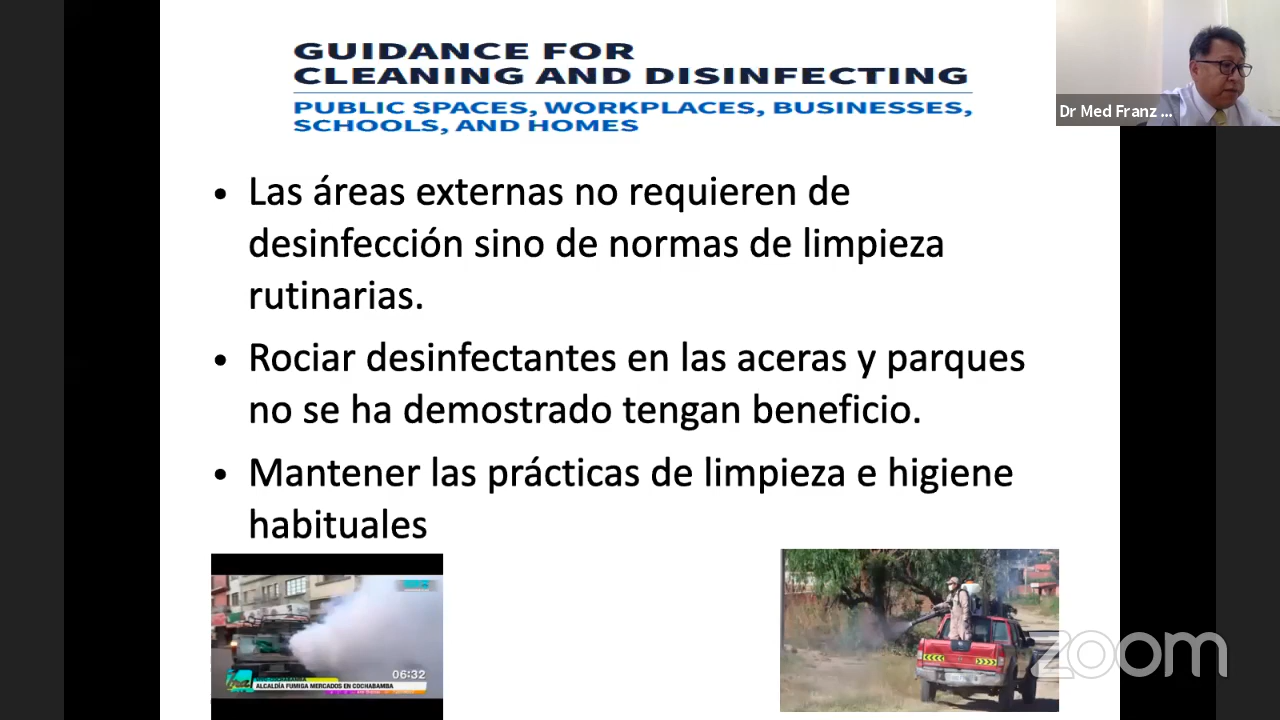 GUIDANCE FOR
CLEANING AND DISINFECTING
PUBLIC SPACES, WORKPLACES, BUSINESSES,
SCHOOLS, AND HOMES
Dr Med Franz ...
• Las áreas externas no requieren de
desinfección sino de normas de limpieza
rutinarias.
• Rociar desinfectantes en las aceras y parques
no se ha demostrado tengan beneficio.
• Mantener las prácticas de limpieza e higiene
habituales
06:32
ALCALDÍA FUMIGA MERCADOS EN COCHABAMBA
zoom